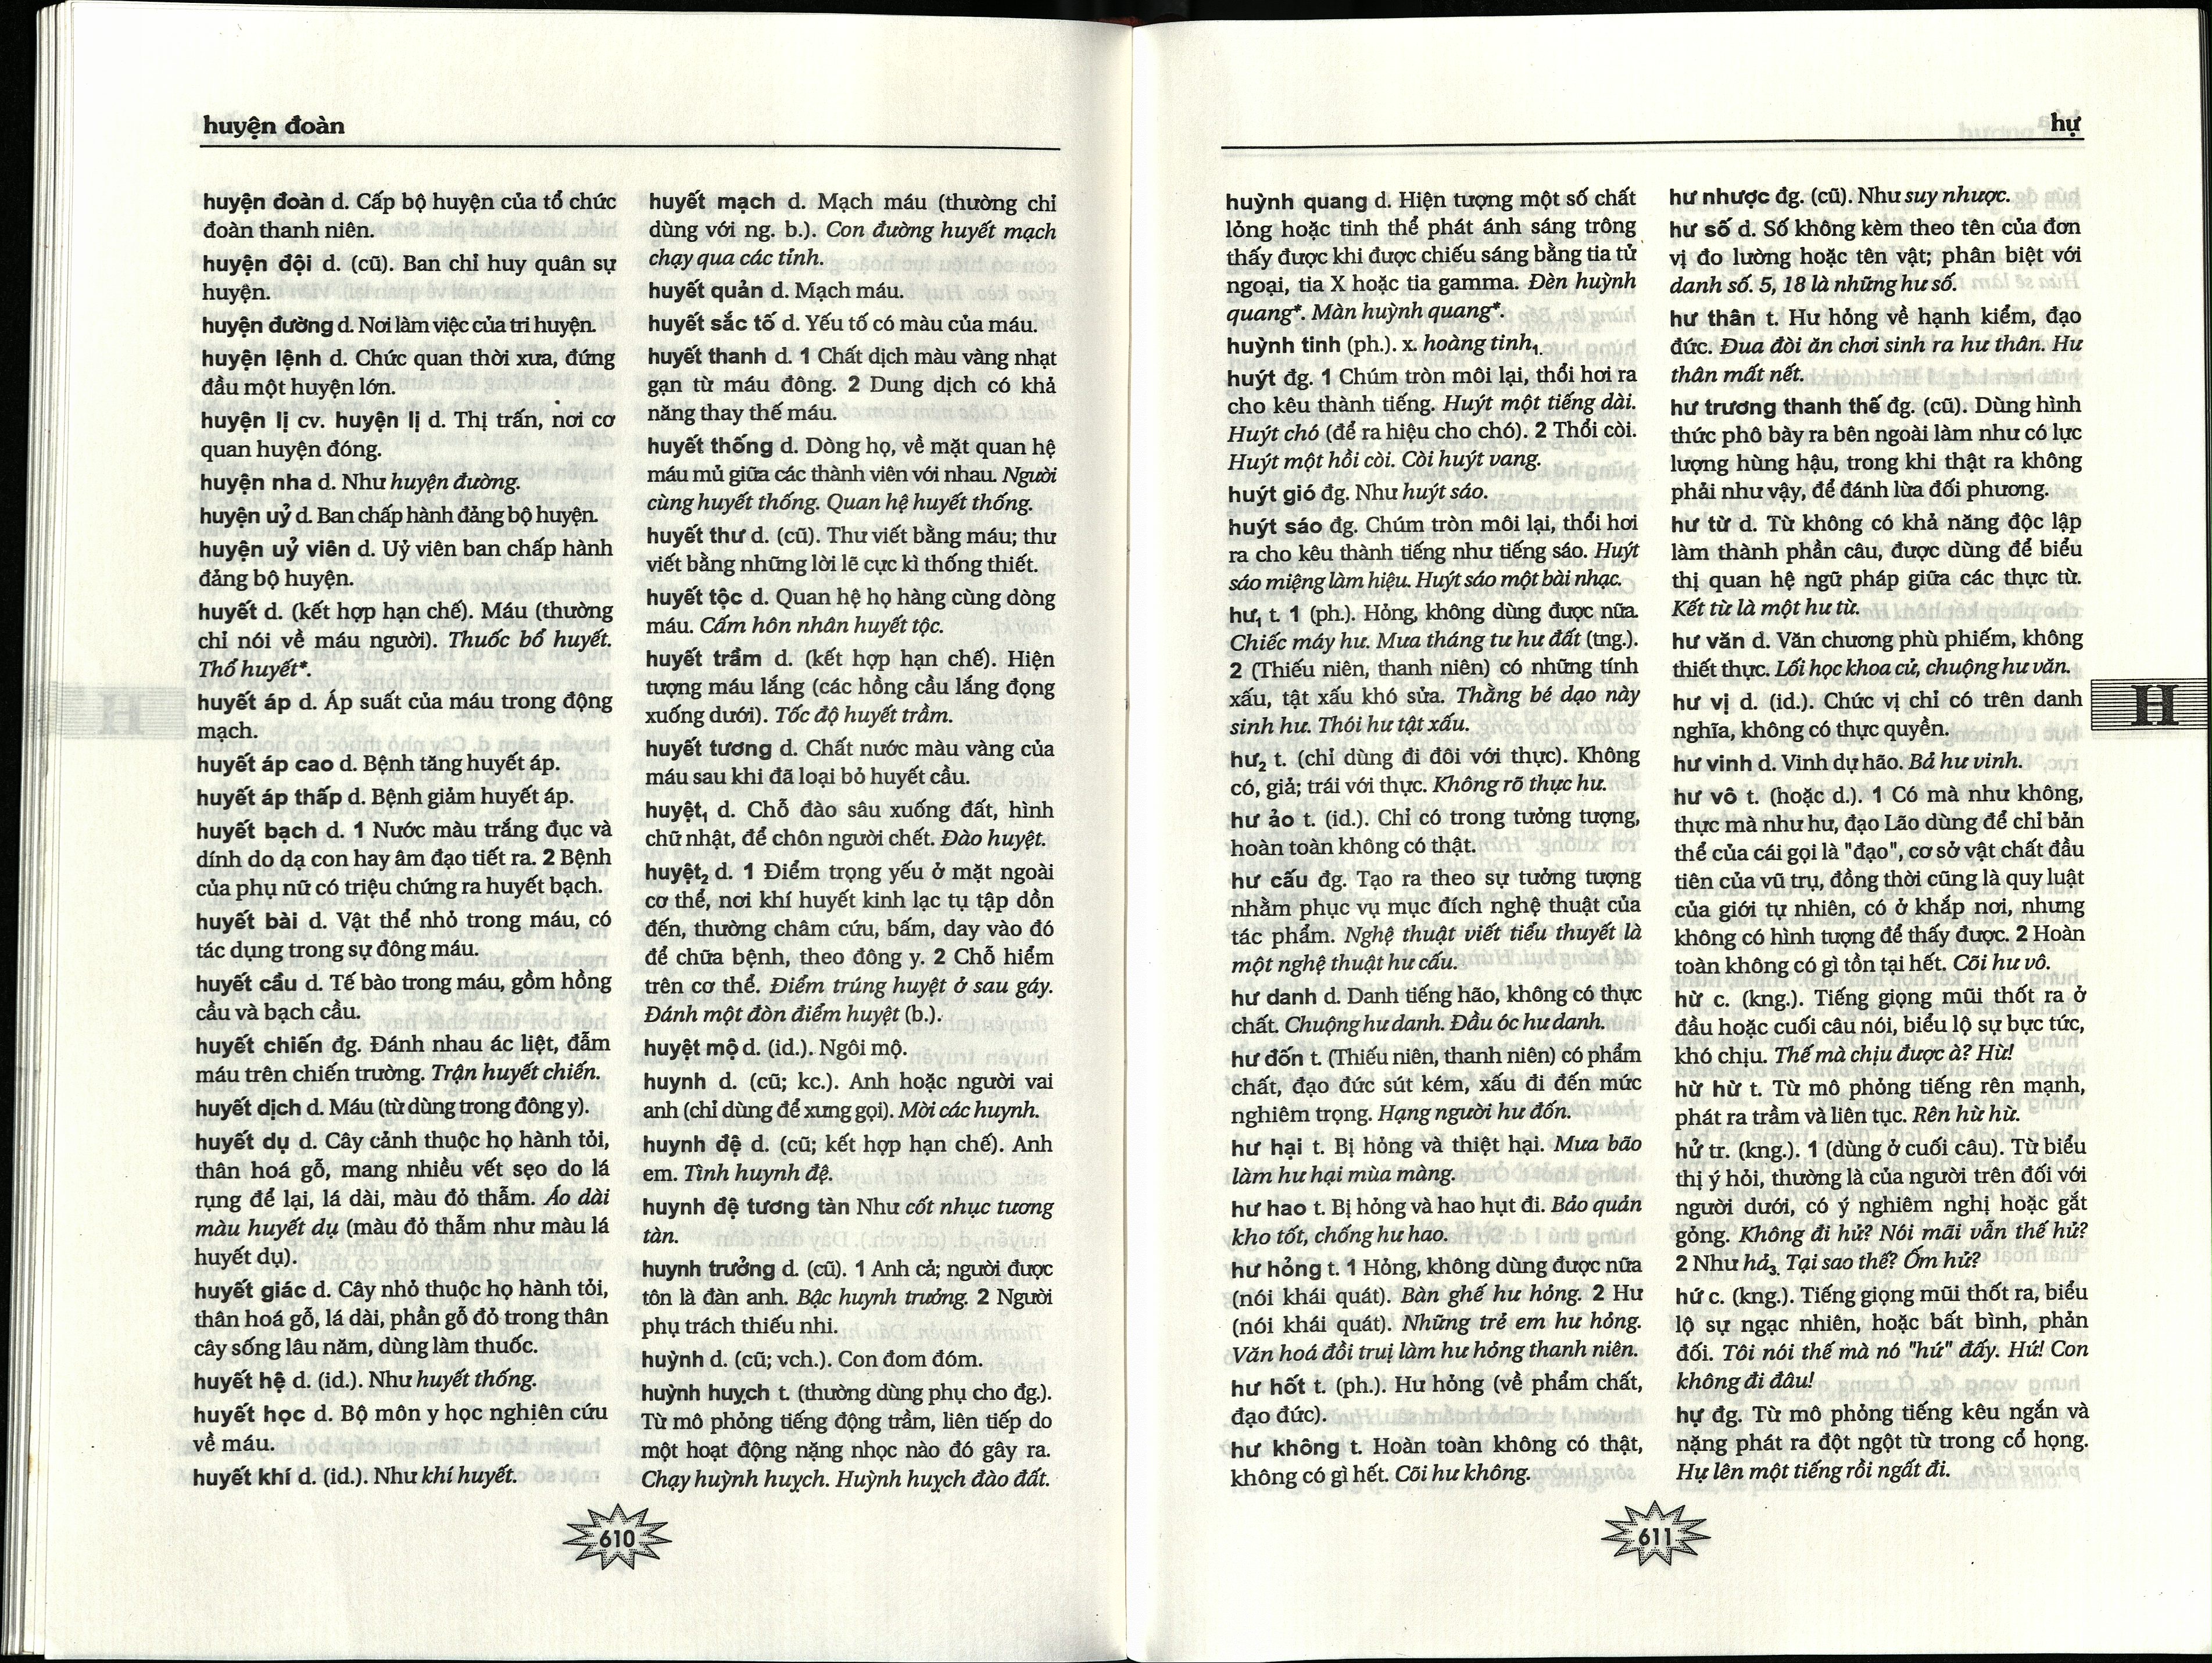 huyện đoàn
huyện đoàn d. Cấp bộ huyện của tổ chức
đoàn thanh niên.
huyện đội d. (cũ). Ban chỉ huy quân sự
huyện.
huyện đường d. Nơi làm việc của tri huyện.
huyện lệnh d. Chức quan thời xưa, đứng
đầu một huyện lớn.
huyện lị cv. huyện lị d. Thị trấn, nơi cơ
quan huyện đóng.
huyện nha d. Như huyện đường.
huyện uỷ d. Ban chấp hành đảng bộ huyện.
huyện uỷ viên d. Uỷ viên ban chấp hành
đảng bộ huyện.
huyết d. (kết hợp hạn chế). Máu (thường
chỉ nói về máu người). Thuốc bổ huyết.
Thổ huyết*.
huyết áp d. Áp suất của máu trong động
mạch.
huyết áp cao d. Bệnh tăng huyết áp.
huyết áp thấp d. Bệnh giảm huyết áp.
huyết bạch d. 1 Nước màu trắng đục và
dính do dạ con hay âm đạo tiết ra. 2 Bệnh
của phụ nữ có triệu chứng ra huyết bạch.
huyết bài d. Vật thể nhỏ trong máu, có
tác dụng trong sự đông máu.
huyết cầu d. Tế bào trong máu, gồm hồng
cầu và bạch cầu.
huyết chiến đg. Đánh nhau ác liệt, đẫm
máu trên chiến trường. Trận huyết chiến.
huyết dịch d. Máu (từ dùng trong đông y).
huyết dụ d. Cây cảnh thuộc họ hành tỏi,
thân hoá gỗ, mang nhiều vết sẹo do lá
rụng để lại, lá dài, màu đỏ thẫm. Áo dài
màu huyết dụ (màu đỏ thẫm như màu lá
huyết dụ).
huyết giác d. Cây nhỏ thuộc họ hành tỏi,
thân hoá gỗ, lá dài, phần gỗ đỏ trong thân
cây sống lâu năm, dùng làm thuốc.
huyết hệ d. (id.). Như huyết thống.
huyết học d. Bộ môn y học nghiên cứu
về máu.
huyết khí d. (id.). Như khí huyết.
huyết mạch d. Mạch máu (thường chỉ
dùng với ng. b.). Con đường huyết mạch
chạy qua các tỉnh.
huyết quản d. Mạch máu.
huyết sắc tố d. Yếu tố có màu của máu.
huyết thanh d. 1 Chất dịch màu vàng nhạt
gạn từ máu đông. 2 Dung dịch có khả
năng thay thế máu.
huyết thống d. Dòng họ, về mặt quan hệ
máu mủ giữa các thành viên với nhau. Người
cùng huyết thống. Quan hệ huyết thống.
huyết thư d. (cũ). Thư viết bằng máu; thư
viết bằng những lời lẽ cực kì thống thiết.
huyết tộc d. Quan hệ họ hàng cùng dòng
máu. Cấm hôn nhân huyết tộc.
huyết trầm d. (kết hợp hạn chế). Hiện
tượng máu lắng (các hồng cầu lắng đọng
xuống dưới). Tốc độ huyết trầm.
huyết tương d. Chất nước màu vàng của
máu sau khi đã loại bỏ huyết cầu.
huyệt₁ d. Chỗ đào sâu xuống đất, hình
chữ nhật, để chôn người chết. Đào huyệt.
huyệt₂ d. 1 Điểm trọng yếu ở mặt ngoài
cơ thể, nơi khí huyết kinh lạc tụ tập dồn
đến, thường châm cứu, bấm, day vào đó
để chữa bệnh, theo đông y. 2 Chỗ hiểm
trên cơ thể. Điểm trúng huyệt ở sau gáy.
Đánh một đòn điểm huyệt (b.).
huyệt mộ d. (id.). Ngôi mộ.
huynh d. (cũ; kc.). Anh hoặc người vai
anh (chỉ dùng để xưng gọi). Mời các huynh.
huynh đệ d. (cũ; kết hợp hạn chế). Anh
em. Tình huynh đệ.
huynh đệ tương tàn Như cốt nhục tương
tàn.
huynh trưởng d. (cũ). 1 Anh cả; người được
tôn là đàn anh. Bậc huynh trưởng. 2 Người
phụ trách thiếu nhi.
huỳnh d. (cũ; vch.). Con đom đóm.
huỳnh huỵch t. (thường dùng phụ cho đg.).
Từ mô phỏng tiếng động trầm, liên tiếp do
một hoạt động nặng nhọc nào đó gây ra.
Chạy huỳnh huỵch. Huỳnh huỵch đào đất.
610
hự
huỳnh quang d. Hiện tượng một số chất
lỏng hoặc tinh thể phát ánh sáng trông
thấy được khi được chiếu sáng bằng tia tử
ngoại, tia X hoặc tia gamma. Đèn huỳnh
quang*. Màn huỳnh quang*.
huỳnh tinh (ph.). x. hoàng tinh₁.
huýt đg. 1 Chúm tròn môi lại, thổi hơi ra
cho kêu thành tiếng. Huýt một tiếng dài.
Huýt chó (để ra hiệu cho chó). 2 Thổi còi.
Huýt một hồi còi. Còi huýt vang.
huýt gió đg. Như huýt sáo.
huýt sáo đg. Chúm tròn môi lại, thổi hơi
ra cho kêu thành tiếng như tiếng sáo. Huýt
sáo miệng làm hiệu. Huýt sáo một bài nhạc.
hư₁ t. 1 (ph.). Hỏng, không dùng được nữa.
Chiếc máy hư. Mưa tháng tư hư đất (tng.).
2 (Thiếu niên, thanh niên) có những tính
xấu, tật xấu khó sửa. Thằng bé dạo này
sinh hư. Thói hư tật xấu.
hư₂ t. (chỉ dùng đi đôi với thực). Không
có, giả; trái với thực. Không rõ thực hư.
hư ảo t. (id.). Chỉ có trong tưởng tượng,
hoàn toàn không có thật.
hư cấu đg. Tạo ra theo sự tưởng tượng
nhằm phục vụ mục đích nghệ thuật của
tác phẩm. Nghệ thuật viết tiểu thuyết là
một nghệ thuật hư cấu.
hư danh d. Danh tiếng hão, không có thực
chất. Chuộng hư danh. Đầu óc hư danh.
hư đốn t. (Thiếu niên, thanh niên) có phẩm
chất, đạo đức sút kém, xấu đi đến mức
nghiêm trọng. Hạng người hư đốn.
hư hại t. Bị hỏng và thiệt hại. Mưa bão
làm hư hại mùa màng.
hư hao t. Bị hỏng và hao hụt đi. Bảo quản
kho tốt, chống hư hao.
hư hỏng t. 1 Hỏng, không dùng được nữa
(nói khái quát). Bàn ghế hư hỏng. 2 Hư
(nói khái quát). Những trẻ em hư hỏng.
Văn hoá đồi truỵ làm hư hỏng thanh niên.
hư hốt t. (ph.). Hư hỏng (về phẩm chất,
đạo đức).
hư không t. Hoàn toàn không có thật,
không có gì hết. Cõi hư không.
hư nhược đg. (cũ). Như suy nhược.
hư số d. Số không kèm theo tên của đơn
vị đo lường hoặc tên vật; phân biệt với
danh số. 5, 18 là những hư số.
hư thân t. Hư hỏng về hạnh kiểm, đạo
đức. Đua đòi ăn chơi sinh ra hư thân. Hư
thân mất nết.
hư trương thanh thế đg. (cũ). Dùng hình
thức phô bày ra bên ngoài làm như có lực
lượng hùng hậu, trong khi thật ra không
phải như vậy, để đánh lừa đối phương.
hư từ d. Từ không có khả năng độc lập
làm thành phần câu, được dùng để biểu
thị quan hệ ngữ pháp giữa các thực từ.
Kết từ là một hư từ.
hư văn d. Văn chương phù phiếm, không
thiết thực. Lối học khoa cử, chuộng hư văn.
hư vị d. (id.). Chức vị chỉ có trên danh
nghĩa, không có thực quyền.
hư vinh d. Vinh dự hão. Bả hư vinh.
hư vô t. (hoặc d.). 1 Có mà như không,
thực mà như hư, đạo Lão dùng để chỉ bản
thể của cái gọi là "đạo", cơ sở vật chất đầu
tiên của vũ trụ, đồng thời cũng là quy luật
của giới tự nhiên, có ở khắp nơi, nhưng
không có hình tượng để thấy được. 2 Hoàn
toàn không có gì tồn tại hết. Cõi hư vô.
hừ c. (kng.). Tiếng giọng mũi thốt ra ở
đầu hoặc cuối câu nói, biểu lộ sự bực tức,
khó chịu. Thế mà chịu được à? Hừ!
hừ hừ t. Từ mô phỏng tiếng rên mạnh,
phát ra trầm và liên tục. Rên hừ hừ.
hử tr. (kng.). 1 (dùng ở cuối câu). Từ biểu
thị ý hỏi, thường là của người trên đối với
người dưới, có ý nghiêm nghị hoặc gắt
gỏng. Không đi hử? Nói mãi vẫn thế hử?
2 Như hả₃. Tại sao thế? Ốm hử?
hứ c. (kng.). Tiếng giọng mũi thốt ra, biểu
lộ sự ngạc nhiên, hoặc bất bình, phản
đối. Tôi nói thế mà nó "hứ" đấy. Hứ! Con
không đi đâu!
hự đg. Từ mô phỏng tiếng kêu ngắn và
nặng phát ra đột ngột từ trong cổ họng.
Hự lên một tiếng rồi ngất đi.
H
611